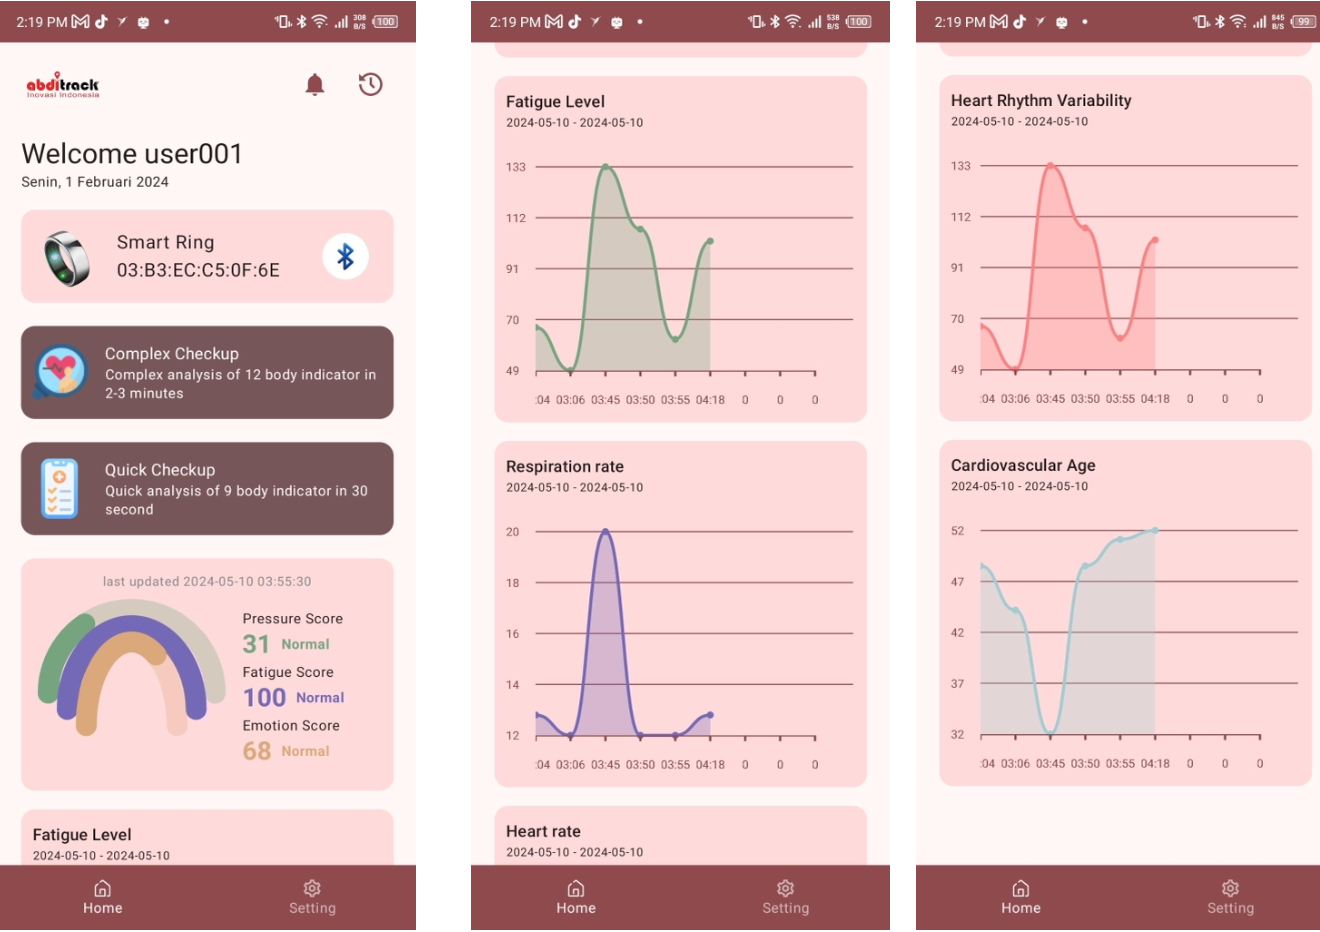 2:19 PM
308 B/S
100
abditrack
Inovasi Indonesia
Welcome user001
Senin, 1 Februari 2024
Smart Ring
03:B3:EC:C5:0F:6E
Complex Checkup
Complex analysis of 12 body indicator in
2-3 minutes
Quick Checkup
Quick analysis of 9 body indicator in 30
second
last updated 2024-05-10 03:55:30
Pressure Score
31 Normal
Fatigue Score
100 Normal
Emotion Score
68 Normal
Fatigue Level
2024-05-10 - 2024-05-10
Home
Setting
2:19 PM
538 B/S
100
Fatigue Level
2024-05-10 - 2024-05-10
133
112
91
70
49
:04 03:06 03:45 03:50 03:55 04:18 0 0 0
Respiration rate
2024-05-10 - 2024-05-10
20
18
16
14
12
:04 03:06 03:45 03:50 03:55 04:18 0 0 0
Heart rate
2024-05-10 - 2024-05-10
Home
Setting
2:19 PM
845 B/S
99
Heart Rhythm Variability
2024-05-10 - 2024-05-10
133
112
91
70
49
:04 03:06 03:45 03:50 03:55 04:18 0 0 0
Cardiovascular Age
2024-05-10 - 2024-05-10
52
47
42
37
32
:04 03:06 03:45 03:50 03:55 04:18 0 0 0
Home
Setting